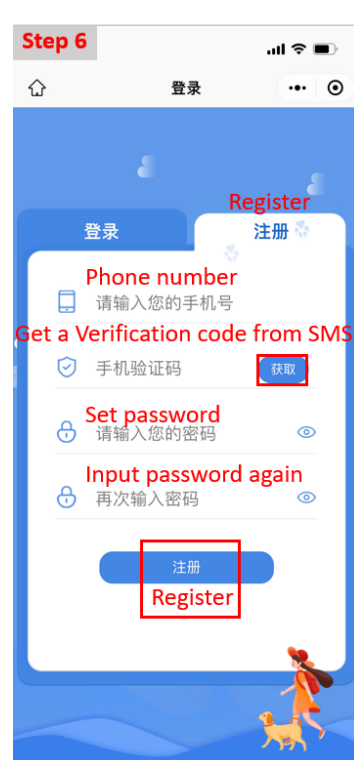 Step 6
登录
Register
登录
注册
Phone number
请输入您的手机号
Get a Verification code from SMS
手机验证码
获取
Set password
请输入您的密码
Input password again
再次输入密码
注册
Register